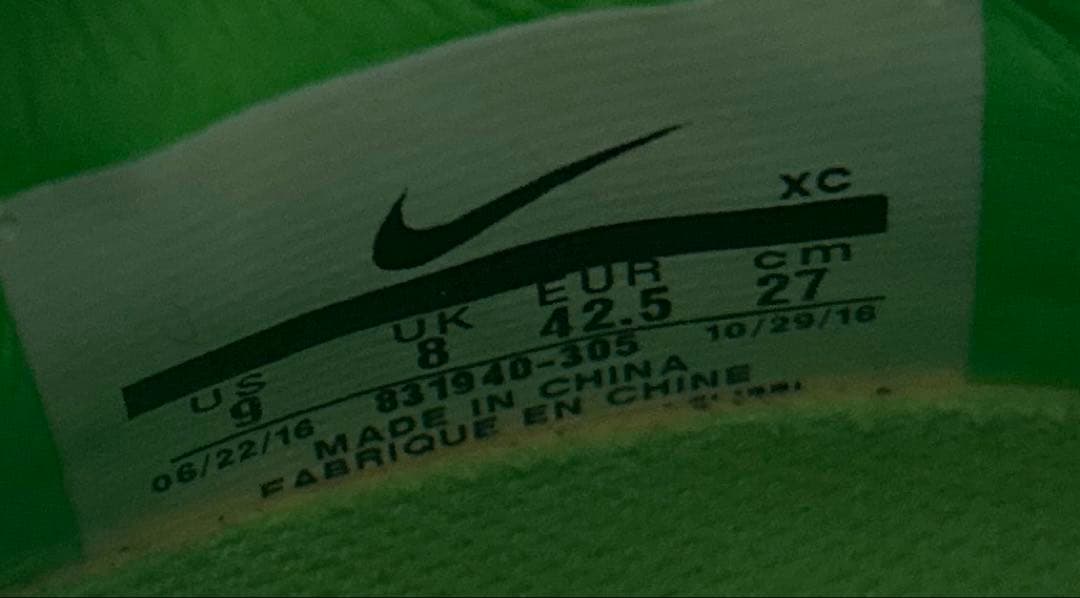 XC
US UK EUR cm
9 8 42.5 27
06/22/16 831940-305 10/29/16
MADE IN CHINA
FABRIQUE EN CHINE